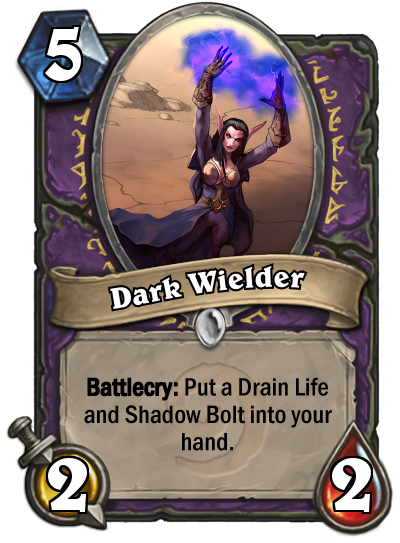 5
Dark Wielder
Battlecry: Put a Drain Life
and Shadow Bolt into your
hand.
2
2